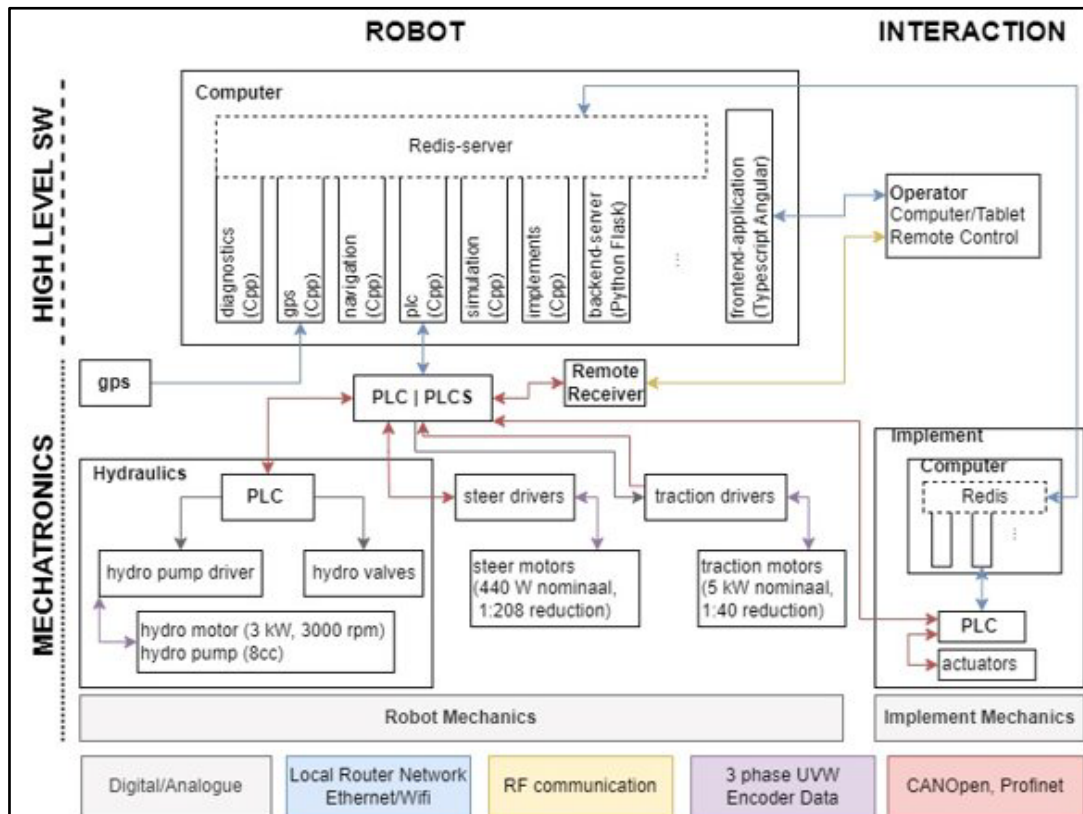 ROBOT
INTERACTION
HIGH LEVEL SW
Computer
Redis-server
diagnostics
(Cpp)
gps
(Cpp)
navigation
(Cpp)
plc
(Cpp)
simulation
(Cpp)
implements
(Cpp)
backend-server
(Python Flask)
...
frontend-application
(Typescript Angular)
Operator
Computer/Tablet
Remote Control
MECHATRONICS
gps
PLC | PLCS
Remote
Receiver
Hydraulics
PLC
hydro pump driver
hydro valves
hydro motor (3 kW, 3000 rpm)
hydro pump (8cc)
steer drivers
traction drivers
steer motors
(440 W nominaal,
1:208 reduction)
traction motors
(5 kW nominaal,
1:40 reduction)
Implement
Computer
Redis
...
PLC
actuators
Robot Mechanics
Implement Mechanics
Digital/Analogue
Local Router Network
Ethernet/Wifi
RF communication
3 phase UVW
Encoder Data
CANOpen, Profinet